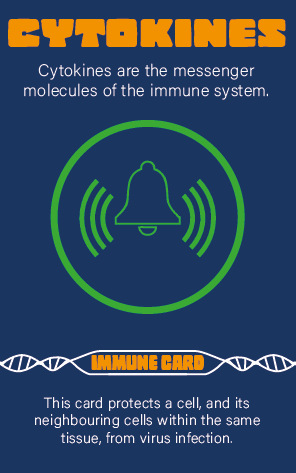 CYTOKINES
Cytokines are the messenger
molecules of the immune system.
IMMUNE CARD
This card protects a cell, and its
neighbouring cells within the same
tissue, from virus infection.